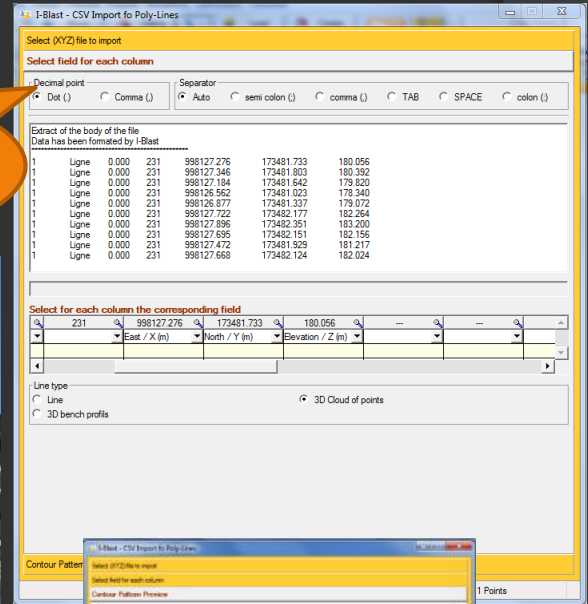 I-Blast - CSV Import fo Poly-Lines
Select (XYZ) file to import
Select field for each column
Decimal point
Separator
Dot (.) Comma (,) Auto semi colon (;) comma (,) TAB SPACE colon (:)
Extract of the body of the file
Data has been formated by I-Blast
************************************************
1 Ligne 0.000 231 998127.276 173481.733 180.056
1 Ligne 0.000 231 998127.346 173481.803 180.392
1 Ligne 0.000 231 998127.184 173481.642 179.820
1 Ligne 0.000 231 998126.562 173481.023 178.340
1 Ligne 0.000 231 998126.877 173481.337 179.072
1 Ligne 0.000 231 998127.722 173482.177 182.264
1 Ligne 0.000 231 998127.896 173482.351 183.200
1 Ligne 0.000 231 998127.695 173482.151 182.156
1 Ligne 0.000 231 998127.472 173481.929 181.217
1 Ligne 0.000 231 998127.668 173482.124 182.024
Select for each column the corresponding field
231 998127.276 173481.733 180.056 --- ---
East / X (m) North / Y (m) Elevation / Z (m)
Line type
Line 3D Cloud of points
3D bench profils
Contour Pattern
I-Blast - CSV Import fo Poly-Lines
Select (XYZ) file to import
Select field for each column
Contour Pattern Preview
1 Points